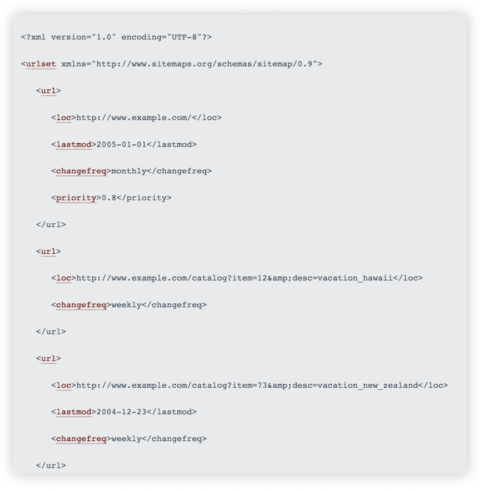 <?xml version="1.0" encoding="UTF-8"?>
<urlset xmlns="http://www.sitemaps.org/schemas/sitemap/0.9">
<url>
<loc>http://www.example.com/</loc>
<lastmod>2005-01-01</lastmod>
<changefreq>monthly</changefreq>
<priority>0.8</priority>
</url>
<url>
<loc>http://www.example.com/catalog?item=12&amp;desc=vacation_hawaii</loc>
<changefreq>weekly</changefreq>
</url>
<url>
<loc>http://www.example.com/catalog?item=73&amp;desc=vacation_new_zealand</loc>
<lastmod>2004-12-23</lastmod>
<changefreq>weekly</changefreq>
</url>